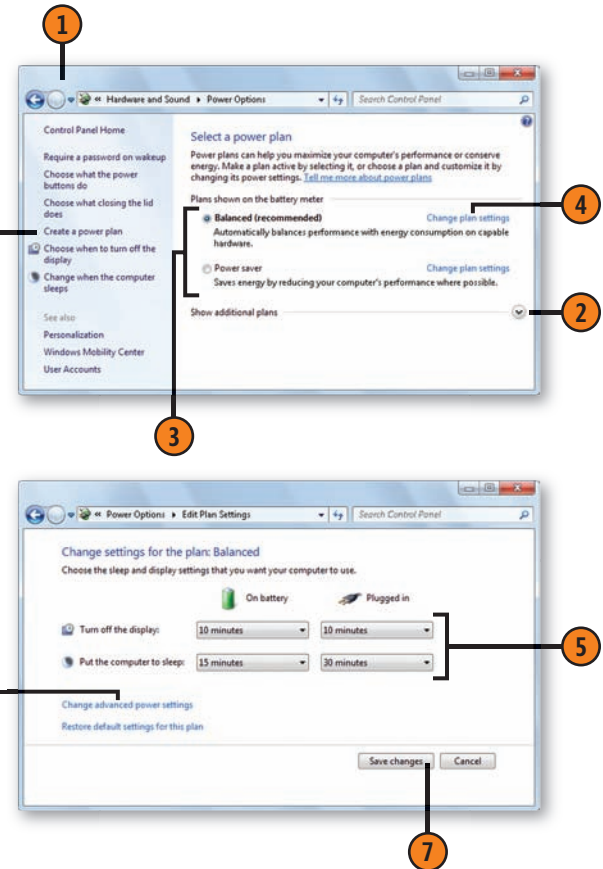 1
« Hardware and Sound ▸ Power Options
Search Control Panel
Control Panel Home
Require a password on wakeup
Choose what the power
buttons do
Choose what closing the lid
does
Create a power plan
Choose when to turn off the
display
Change when the computer
sleeps
See also
Personalization
Windows Mobility Center
User Accounts
Select a power plan
Power plans can help you maximize your computer's performance or conserve
energy. Make a plan active by selecting it, or choose a plan and customize it by
changing its power settings. Tell me more about power plans
Plans shown on the battery meter
Balanced (recommended) Change plan settings
Automatically balances performance with energy consumption on capable
hardware.
Power saver Change plan settings
Saves energy by reducing your computer's performance where possible.
Show additional plans
4
2
3
« Power Options ▸ Edit Plan Settings
Search Control Panel
Change settings for the plan: Balanced
Choose the sleep and display settings that you want your computer to use.
On battery Plugged in
Turn off the display: 10 minutes 10 minutes
Put the computer to sleep: 15 minutes 30 minutes
5
Change advanced power settings
Restore default settings for this plan
Save changes Cancel
7